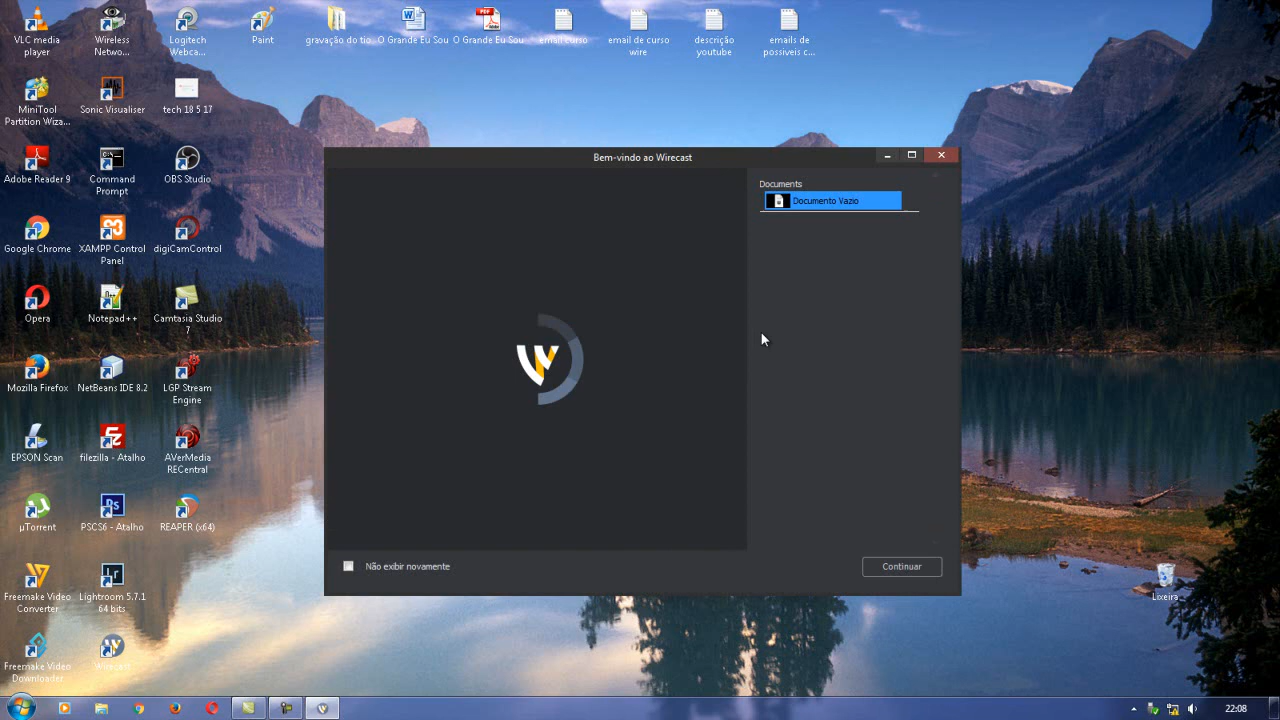 VLC media
player
Wireless
Netwo...
Logitech
Webca...
Paint
gravação do tio
O Grande Eu Sou
O Grande Eu Sou
email curso
email de curso
wire
descrição
youtube
emails de
possiveis c...
MiniTool
Partition Wiza...
Sonic Visualiser
tech 18 5 17
Adobe Reader 9
Command
Prompt
OBS Studio
Google Chrome
XAMPP Control
Panel
digiCamControl
Opera
Notepad++
Camtasia Studio
7
Mozilla Firefox
NetBeans IDE 8.2
LGP Stream
Engine
EPSON Scan
filezilla - Atalho
AVerMedia
RECentral
µTorrent
PSCS6 - Atalho
REAPER (x64)
Freemake Video
Converter
Lightroom 5.7.1
64 bits
Freemake Video
Downloader
Wirecast
Bem-vindo ao Wirecast
Documents
Documento Vazio
Não exibir novamente
Continuar
Lixeira
22:08